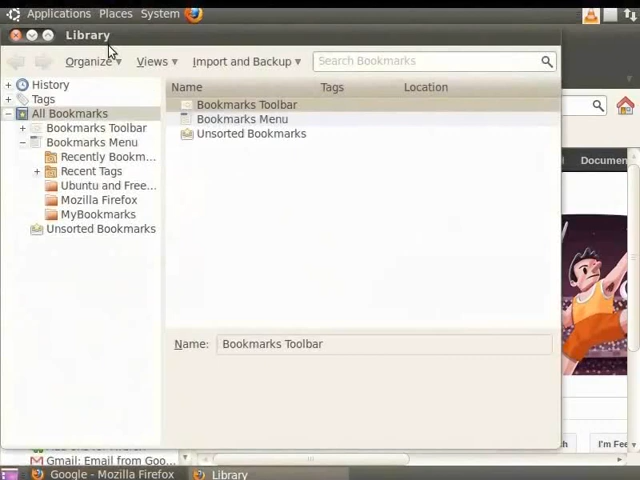 Applications Places System
Library
Organize Views Import and Backup Search Bookmarks
History
Tags
All Bookmarks
Bookmarks Toolbar
Bookmarks Menu
Recently Bookm...
Recent Tags
Ubuntu and Free...
Mozilla Firefox
MyBookmarks
Unsorted Bookmarks
Name Tags Location
Bookmarks Toolbar
Bookmarks Menu
Unsorted Bookmarks
Name: Bookmarks Toolbar
Documen
I'm Fee
Gmail: Email from Goo...
Google - Mozilla Firefox Library